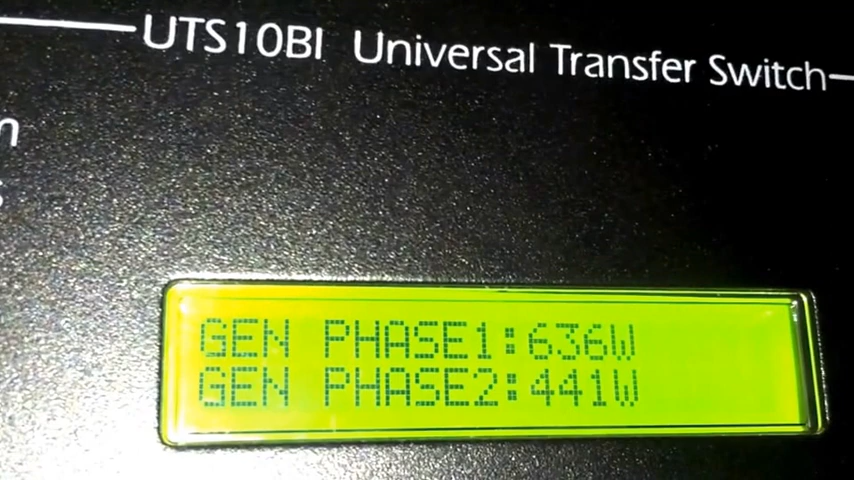 UTS10BI Universal Transfer Switch
GEN PHASE1:636W
GEN PHASE2:441W